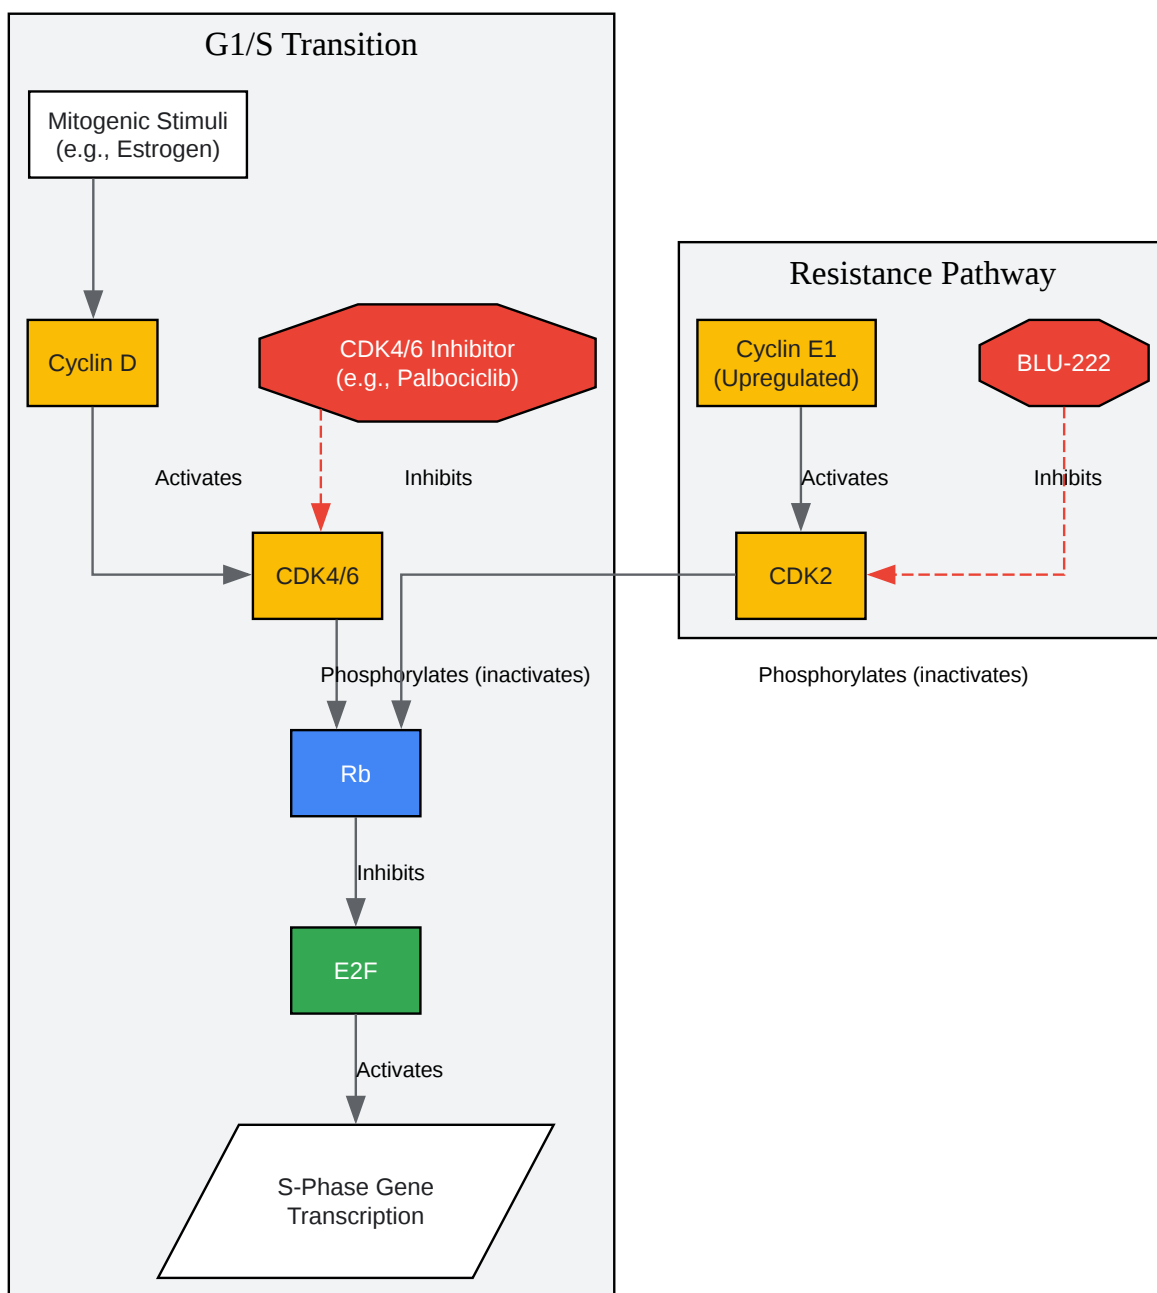 G1/S Transition
Mitogenic Stimuli
(e.g., Estrogen)
Cyclin D
CDK4/6 Inhibitor
(e.g., Palbociclib)
Activates
Inhibits
CDK4/6
Phosphorylates (inactivates)
Rb
Inhibits
E2F
Activates
S-Phase Gene
Transcription
Resistance Pathway
Cyclin E1
(Upregulated)
BLU-222
Activates
Inhibits
CDK2
Phosphorylates (inactivates)